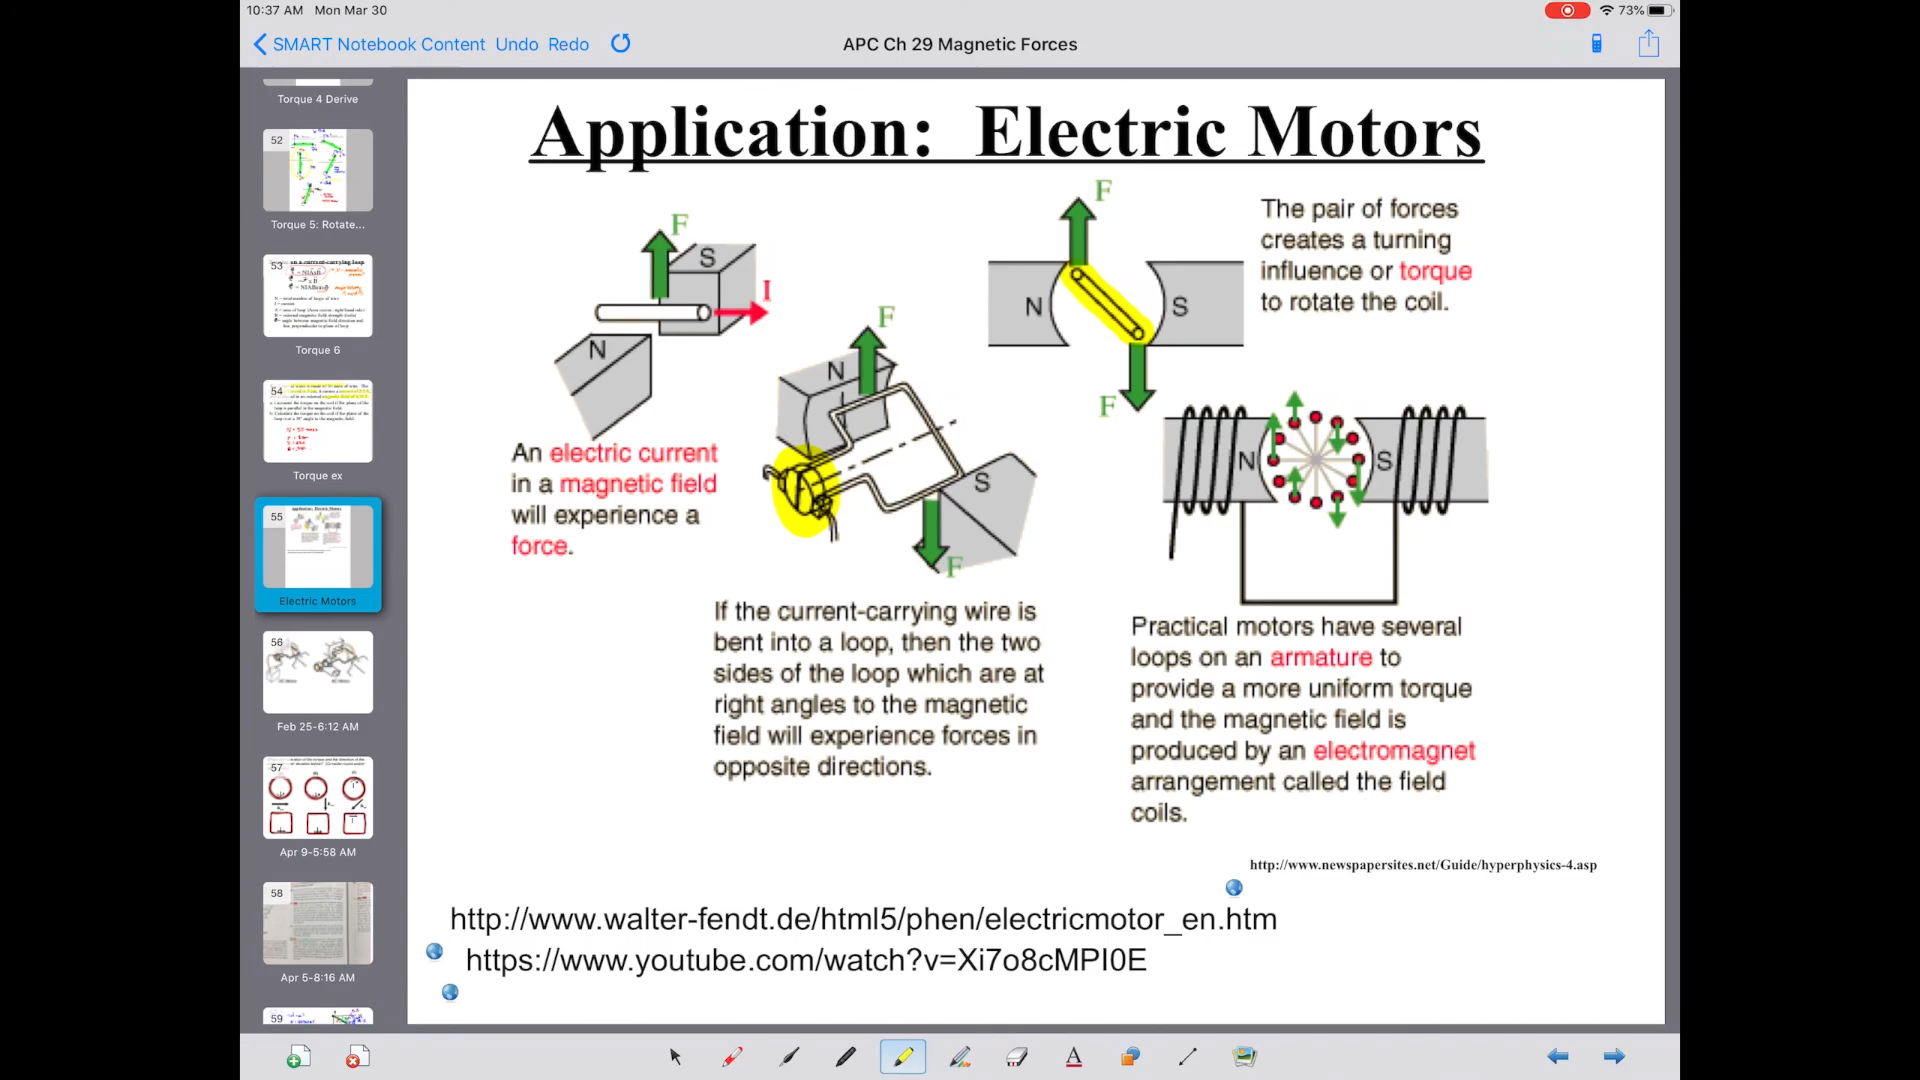 10:37 AM Mon Mar 30
73%
SMART Notebook Content Undo Redo
APC Ch 29 Magnetic Forces
Torque 4 Derive
52
Torque 5: Rotate...
53
Torque 6
54
Torque ex
55
Electric Motors
56
Feb 25-6:12 AM
57
Apr 9-5:58 AM
58
Apr 5-8:16 AM
59
Application: Electric Motors
F
S
I
N
An electric current
in a magnetic field
will experience a
force.
F
N
S
F
If the current-carrying wire is
bent into a loop, then the two
sides of the loop which are at
right angles to the magnetic
field will experience forces in
opposite directions.
F
N
S
F
The pair of forces
creates a turning
influence or torque
to rotate the coil.
N
S
Practical motors have several
loops on an armature to
provide a more uniform torque
and the magnetic field is
produced by an electromagnet
arrangement called the field
coils.
http://www.newspapersites.net/Guide/hyperphysics-4.asp
http://www.walter-fendt.de/html5/phen/electricmotor_en.htm
https://www.youtube.com/watch?v=Xi7o8cMPI0E